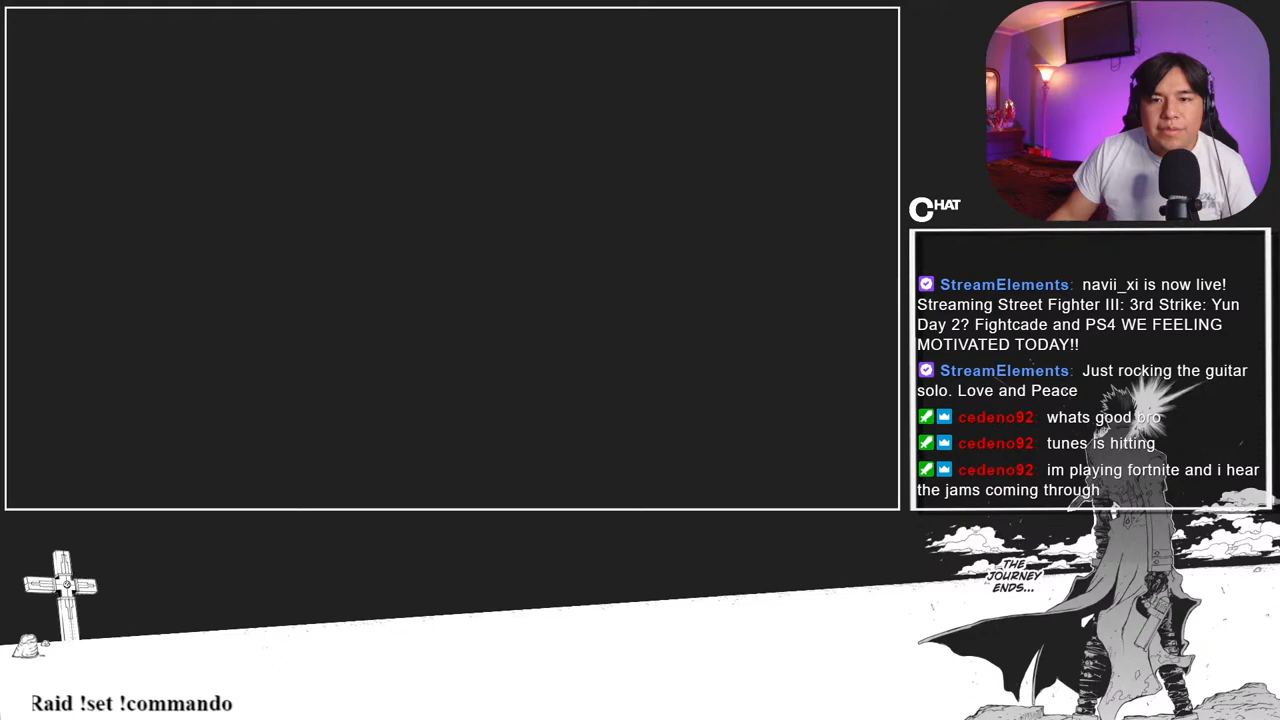 CHAT
StreamElements: navii_xi is now live!
Streaming Street Fighter III: 3rd Strike: Yun
Day 2? Fightcade and PS4 WE FEELING
MOTIVATED TODAY!!
StreamElements: Just rocking the guitar
solo. Love and Peace
cedeno92: whats good bro
cedeno92: tunes is hitting
cedeno92: im playing fortnite and i hear
the jams coming through
THE
JOURNEY
ENDS...
Raid !set !commando